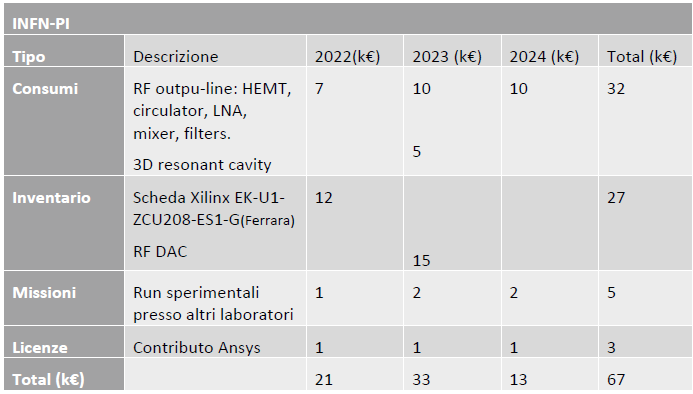 INFN-PI
Tipo Descrizione 2022(k€) 2023 (k€) 2024 (k€) Total (k€)
Consumi RF outpu-line: HEMT, 7 10 10 32
circulator, LNA,
mixer, filters.
5
3D resonant cavity
Inventario Scheda Xilinx EK-U1- 12 27
ZCU208-ES1-G(Ferrara)
RF DAC
15
Missioni Run sperimentali 1 2 2 5
presso altri laboratori
Licenze Contributo Ansys 1 1 1 3
Total (k€) 21 33 13 67